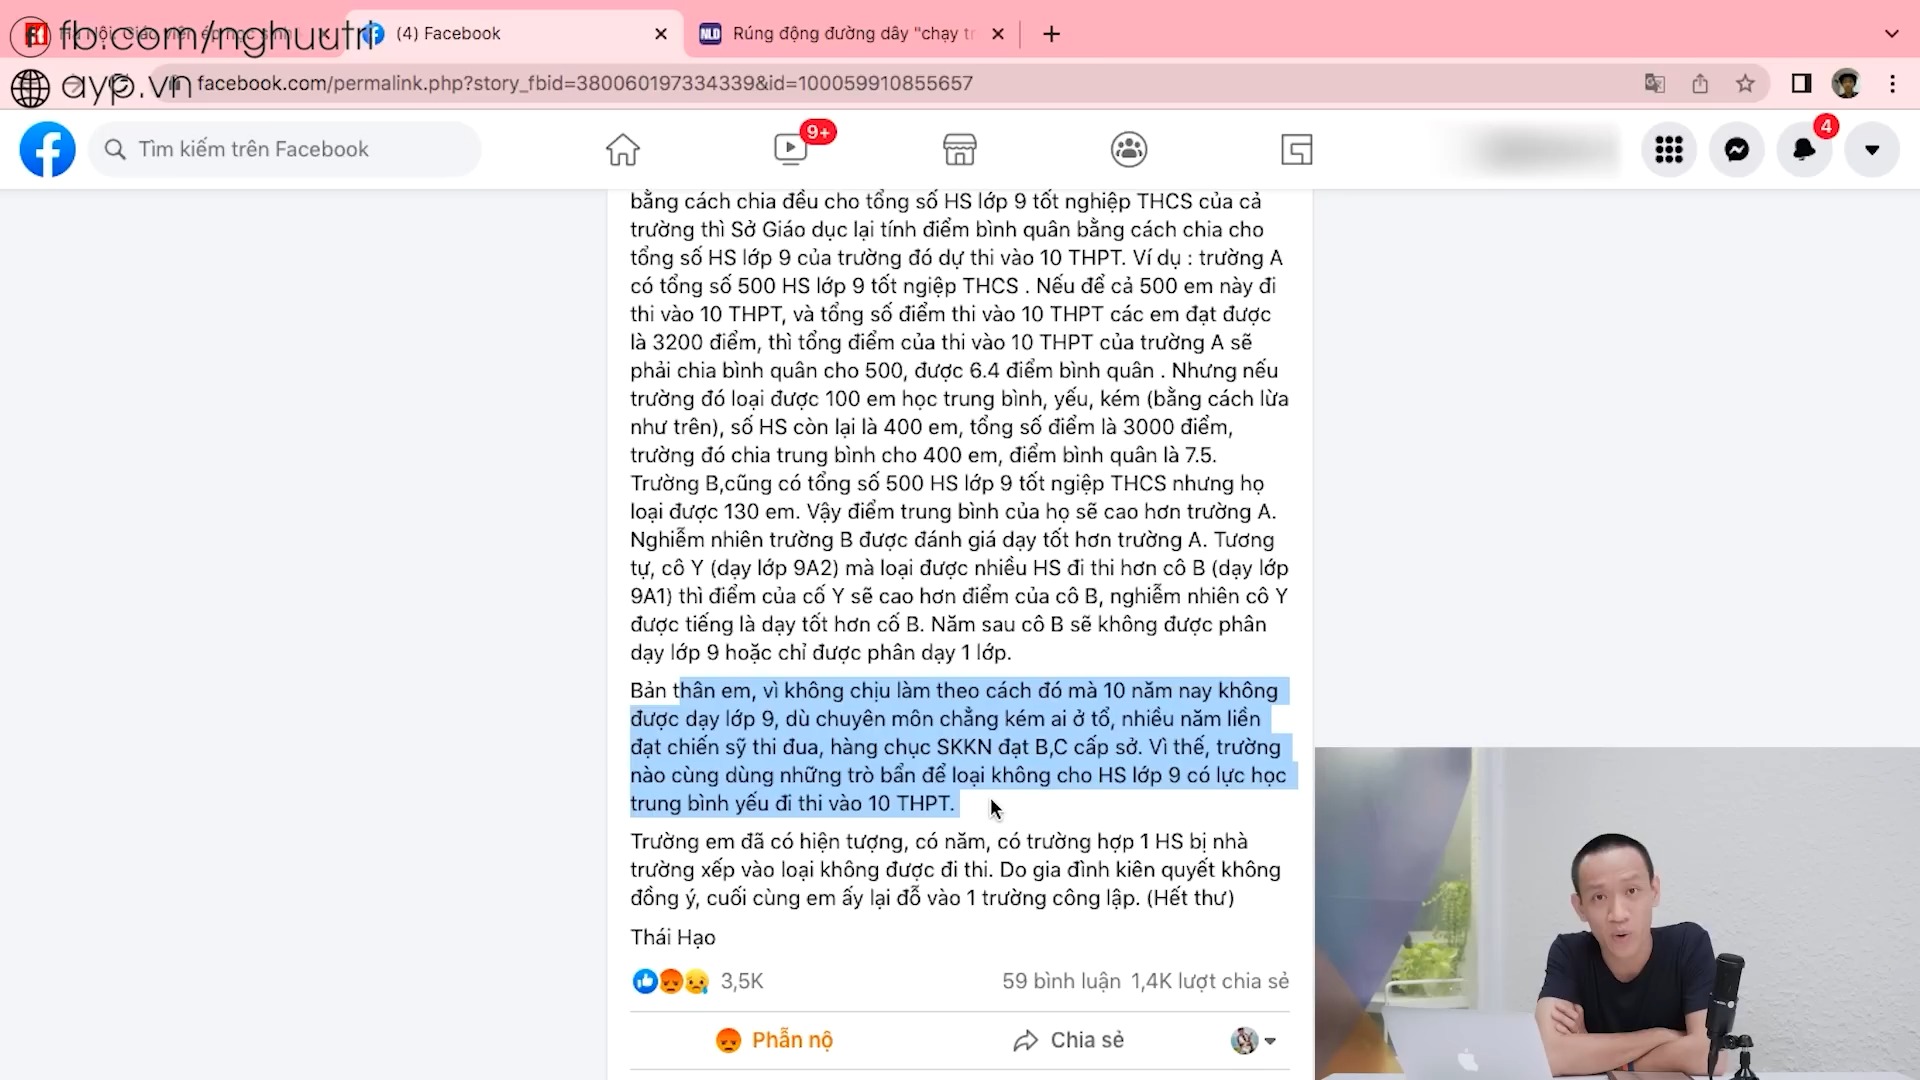 fb.com/nghuutri
(4) Facebook
NLD
Rúng động đường dây "chạy tr
ayp.vn
facebook.com/permalink.php?story_fbid=380060197334339&id=100059910855657
Tìm kiếm trên Facebook
9+
4
bằng cách chia đều cho tổng số HS lớp 9 tốt nghiệp THCS của cả
trường thì Sở Giáo dục lại tính điểm bình quân bằng cách chia cho
tổng số HS lớp 9 của trường đó dự thi vào 10 THPT. Ví dụ : trường A
có tổng số 500 HS lớp 9 tốt ngiệp THCS . Nếu để cả 500 em này đi
thi vào 10 THPT, và tổng số điểm thi vào 10 THPT các em đạt được
là 3200 điểm, thì tổng điểm của thi vào 10 THPT của trường A sẽ
phải chia bình quân cho 500, được 6.4 điểm bình quân . Nhưng nếu
trường đó loại được 100 em học trung bình, yếu, kém (bằng cách lừa
như trên), số HS còn lại là 400 em, tổng số điểm là 3000 điểm,
trường đó chia trung bình cho 400 em, điểm bình quân là 7.5.
Trường B,cũng có tổng số 500 HS lớp 9 tốt ngiệp THCS nhưng họ
loại được 130 em. Vậy điểm trung bình của họ sẽ cao hơn trường A.
Nghiễm nhiên trường B được đánh giá dạy tốt hơn trường A. Tương
tự, cô Y (dạy lớp 9A2) mà loại được nhiều HS đi thi hơn cô B (dạy lớp
9A1) thì điểm của cố Y sẽ cao hơn điểm của cô B, nghiễm nhiên cô Y
được tiếng là dạy tốt hơn cố B. Năm sau cô B sẽ không được phân
dạy lớp 9 hoặc chỉ được phân dạy 1 lớp.
Bản thân em, vì không chịu làm theo cách đó mà 10 năm nay không
được dạy lớp 9, dù chuyên môn chẳng kém ai ở tổ, nhiều năm liền
đạt chiến sỹ thi đua, hàng chục SKKN đạt B,C cấp sở. Vì thế, trường
nào cùng dùng những trò bẩn để loại không cho HS lớp 9 có lực học
trung bình yếu đi thi vào 10 THPT.
Trường em đã có hiện tượng, có năm, có trường hợp 1 HS bị nhà
trường xếp vào loại không được đi thi. Do gia đình kiên quyết không
đồng ý, cuối cùng em ấy lại đỗ vào 1 trường công lập. (Hết thư)
Thái Hạo
3,5K
59 bình luận 1,4K lượt chia sẻ
Phẫn nộ
Chia sẻ